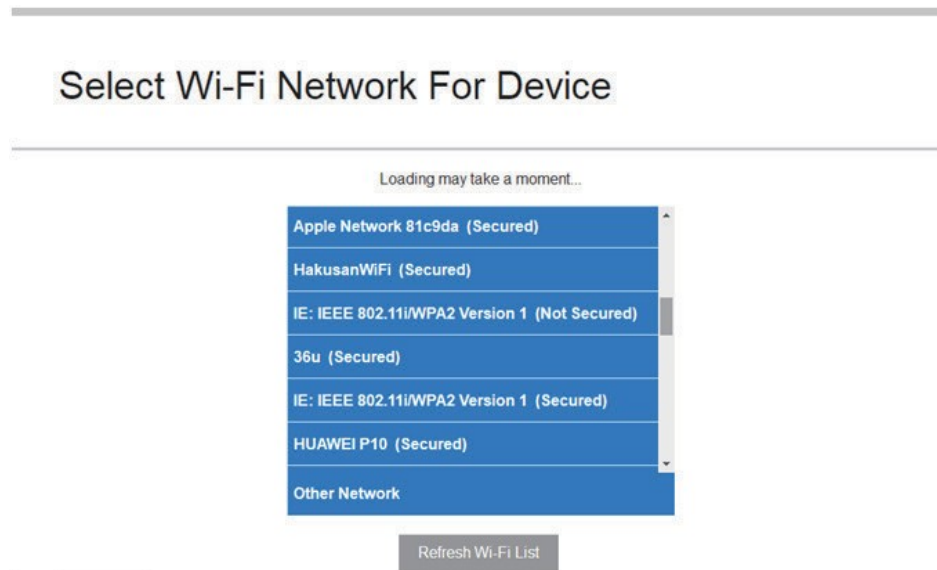 Select Wi-Fi Network For Device
Loading may take a moment...
Apple Network 81c9da (Secured)
HakusanWiFi (Secured)
IE: IEEE 802.11i/WPA2 Version 1 (Not Secured)
36u (Secured)
IE: IEEE 802.11i/WPA2 Version 1 (Secured)
HUAWEI P10 (Secured)
Other Network
Refresh Wi-Fi List